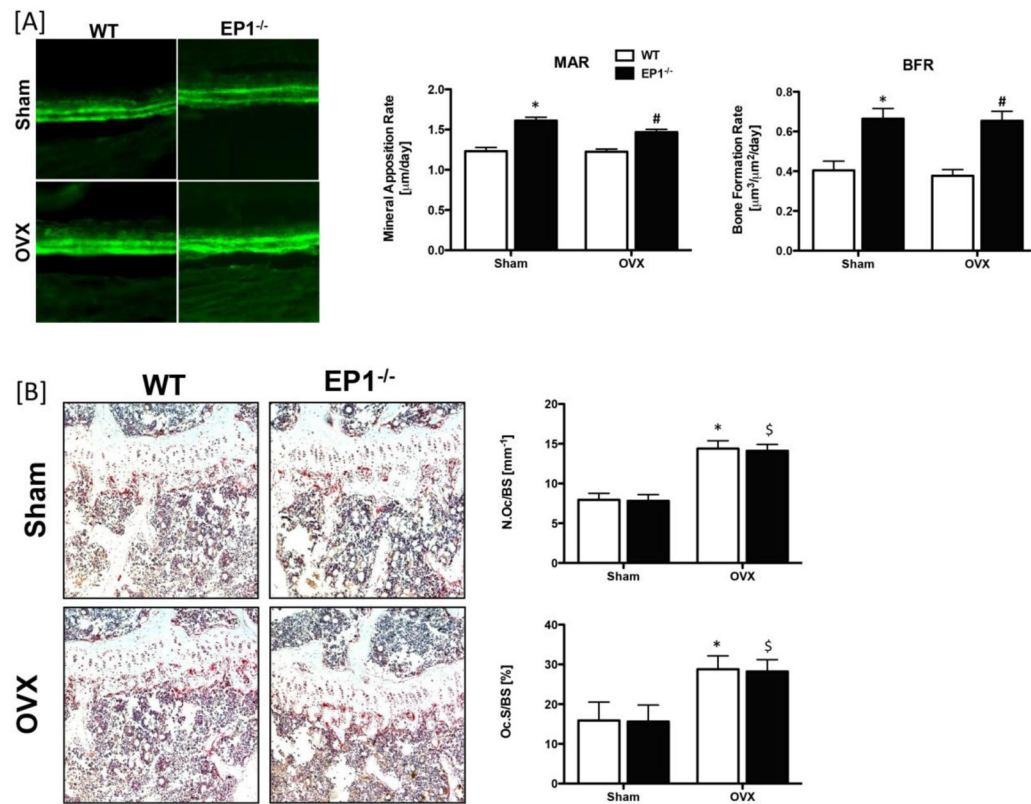 [A]
WT
EP1-/-
Sham
OVX
MAR
WT
EP1-/-
BFR
Mineral Apposition Rate
[µm/day]
2.0
1.5
1.0
0.5
0.0
*
#
Sham
OVX
Bone Formation Rate
[µm³/µm²/day]
0.8
0.6
0.4
0.2
0.0
*
#
Sham
OVX
[B]
WT
EP1-/-
Sham
OVX
N.Oc/BS [mm-1]
20
15
10
5
0
*
$
Sham
OVX
Oc.S/BS [%]
40
30
20
10
0
*
$
Sham
OVX